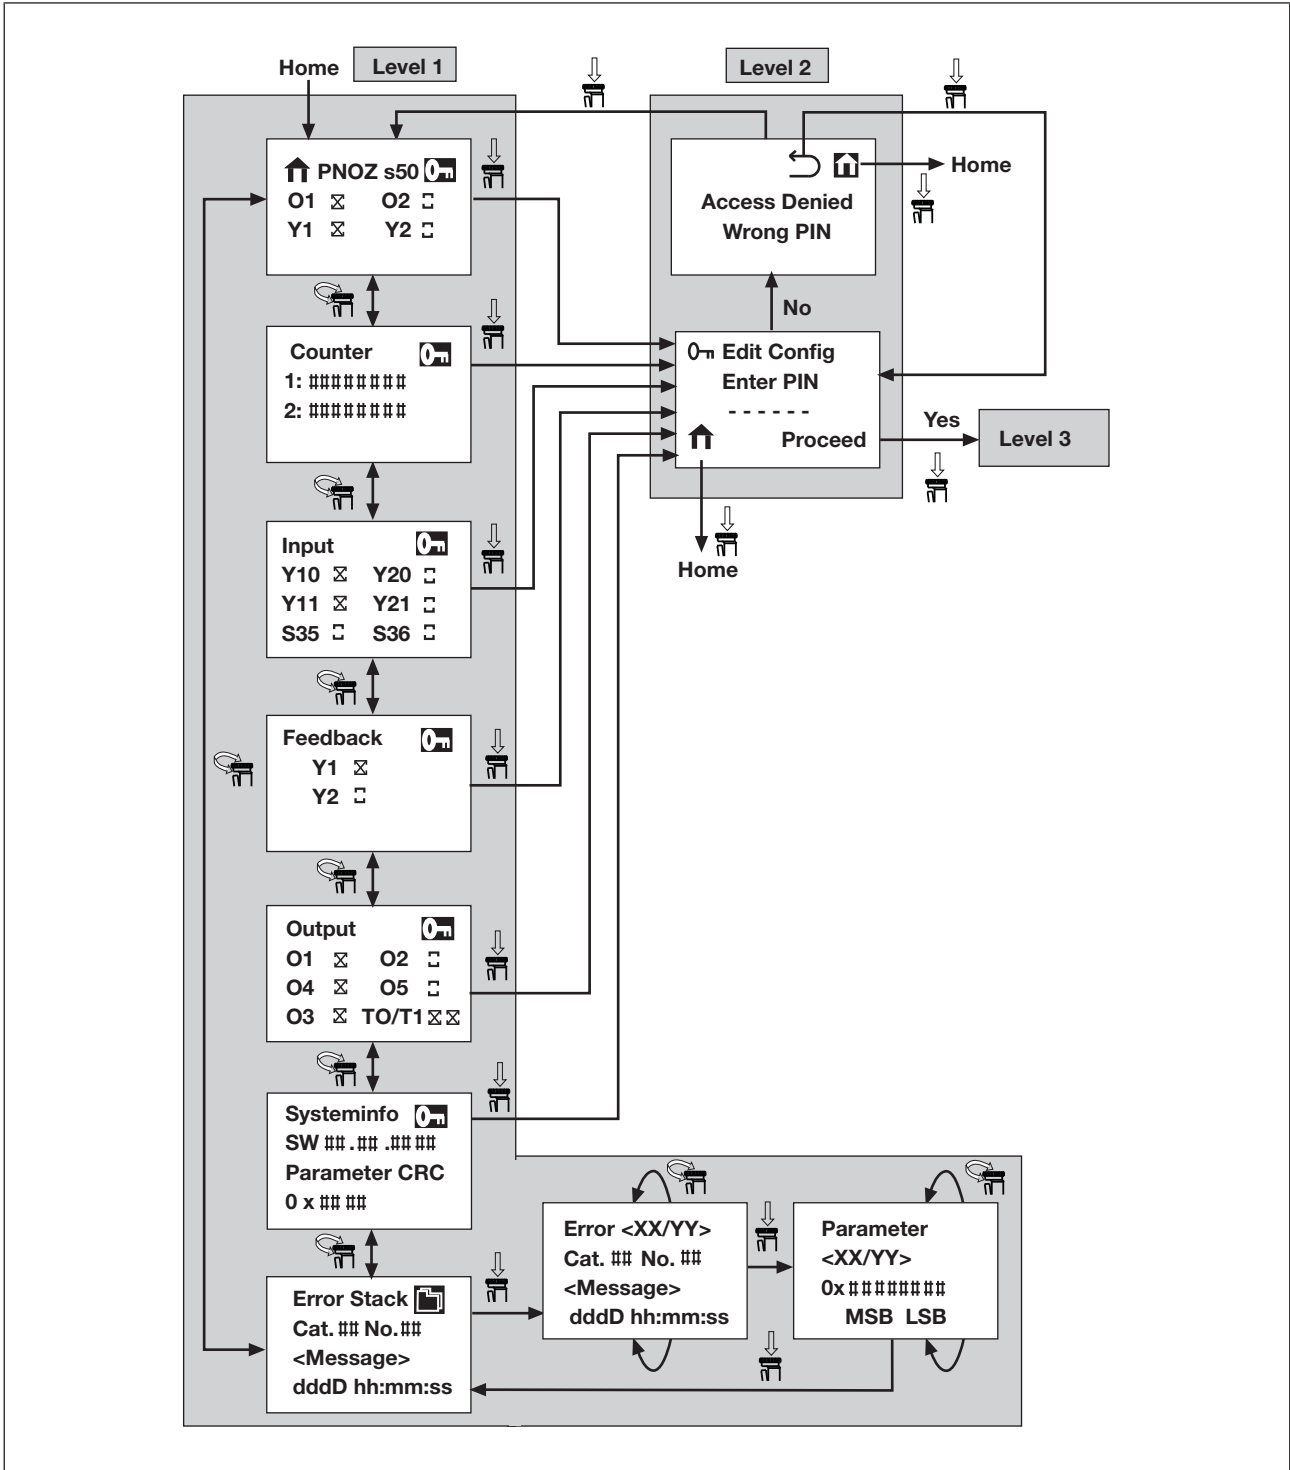 Home
Level 1
Level 2
PNOZ s50
O1 O2
Y1 Y2
Home
Access Denied
Wrong PIN
No
Counter
1: ########
2: ########
Edit Config
Enter PIN
- - - - - -
Proceed
Yes
Level 3
Home
Input
Y10 Y20
Y11 Y21
S35 S36
Feedback
Y1
Y2
Output
O1 O2
O4 O5
O3 TO/T1
Systeminfo
SW ## . ## . ## ##
Parameter CRC
0 x ## ##
Error Stack
Cat. ## No. ##
<Message>
dddD hh:mm:ss
Error <XX/YY>
Cat. ## No. ##
<Message>
dddD hh:mm:ss
Parameter
<XX/YY>
0x ########
MSB LSB